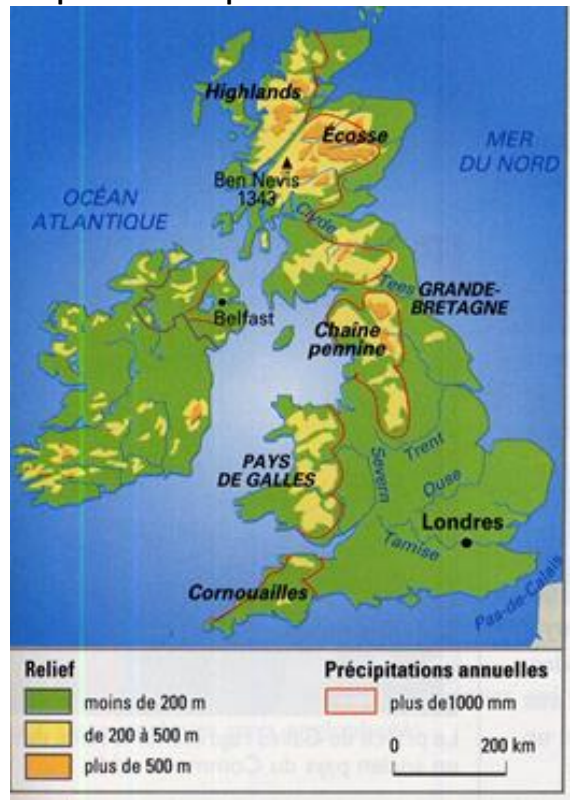 Highlands
Écosse
MER
DU NORD
Ben Nevis
1343
OCÉAN
ATLANTIQUE
Clyde
Tees
GRANDE-
BRETAGNE
Belfast
Chaîne
pennine
PAYS
DE GALLES
Severn
Trent
Ouse
Londres
Tamise
Cornouailles
Pas-de-Calais
Relief
moins de 200 m
de 200 à 500 m
plus de 500 m
Précipitations annuelles
plus de1000 mm
0 200 km